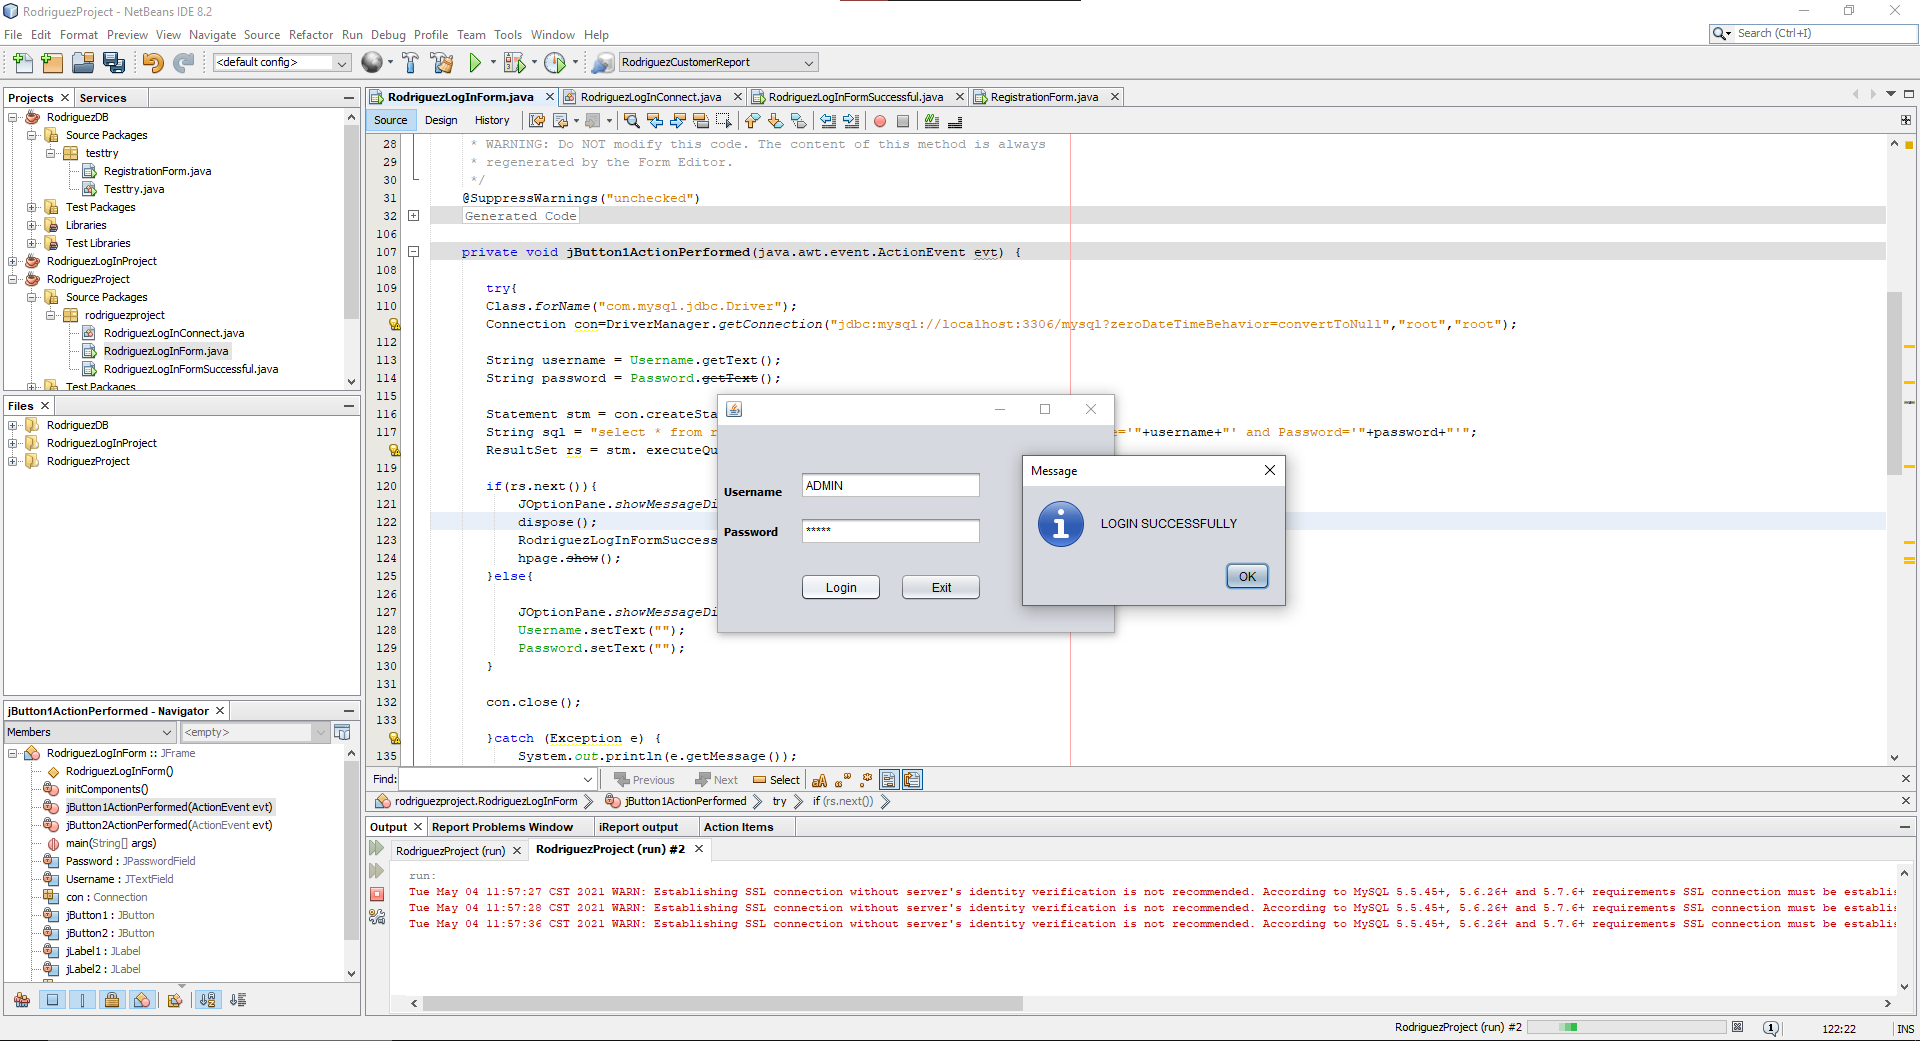 RodriguezProject - NetBeans IDE 8.2
File Edit Format Preview View Navigate Source Refactor Run Debug Profile Team Tools Window Help
Search (Ctrl+I)
<default config>
RodriguezCustomerReport
Projects Services
RodriguezDB
Source Packages
testtry
RegistrationForm.java
Testtry.java
Test Packages
Libraries
Test Libraries
RodriguezLogInProject
RodriguezProject
Source Packages
rodriguezproject
RodriguezLogInConnect.java
RodriguezLogInForm.java
RodriguezLogInFormSuccessful.java
Test Packages
Files
RodriguezDB
RodriguezLogInProject
RodriguezProject
jButton1ActionPerformed - Navigator
Members <empty>
RodriguezLogInForm :: JFrame
RodriguezLogInForm()
initComponents()
jButton1ActionPerformed(ActionEvent evt)
jButton2ActionPerformed(ActionEvent evt)
main(String[] args)
Password : JPasswordField
Username : JTextField
con : Connection
jButton1 : JButton
jButton2 : JButton
jLabel1 : JLabel
jLabel2 : JLabel
RodriguezLogInForm.java RodriguezLogInConnect.java RodriguezLogInFormSuccessful.java RegistrationForm.java
Source Design History
28 * WARNING: Do NOT modify this code. The content of this method is always
29 * regenerated by the Form Editor.
30 */
31 @SuppressWarnings("unchecked")
32 Generated Code
106
107 private void jButton1ActionPerformed(java.awt.event.ActionEvent evt) {
108
109 try{
110 Class.forName("com.mysql.jdbc.Driver");
Connection con=DriverManager.getConnection("jdbc:mysql://localhost:3306/mysql?zeroDateTimeBehavior=convertToNull","root","root");
112
113 String username = Username.getText();
114 String password = Password.getText();
115
116 Statement stm = con.createSta
117 String sql = "select * from r e='"+username+"' and Password='"+password+"'";
ResultSet rs = stm. executeQu
119
120 if(rs.next()){
121 JOptionPane.showMessageDi
122 dispose();
123 RodriguezLogInFormSuccess
124 hpage.show();
125 }else{
126
127 JOptionPane.showMessageDi
128 Username.setText("");
129 Password.setText("");
130 }
131
132 con.close();
133
}catch (Exception e) {
135 System.out.println(e.getMessage());
Username ADMIN
Password *****
Login Exit
Message
LOGIN SUCCESSFULLY
OK
Find: Previous Next Select
rodriguezproject.RodriguezLogInForm jButton1ActionPerformed try if (rs.next())
Output Report Problems Window iReport output Action Items
RodriguezProject (run) RodriguezProject (run) #2
run:
Tue May 04 11:57:27 CST 2021 WARN: Establishing SSL connection without server's identity verification is not recommended. According to MySQL 5.5.45+, 5.6.26+ and 5.7.6+ requirements SSL connection must be establis
Tue May 04 11:57:28 CST 2021 WARN: Establishing SSL connection without server's identity verification is not recommended. According to MySQL 5.5.45+, 5.6.26+ and 5.7.6+ requirements SSL connection must be establis
Tue May 04 11:57:36 CST 2021 WARN: Establishing SSL connection without server's identity verification is not recommended. According to MySQL 5.5.45+, 5.6.26+ and 5.7.6+ requirements SSL connection must be establis
RodriguezProject (run) #2 1 122:22 INS